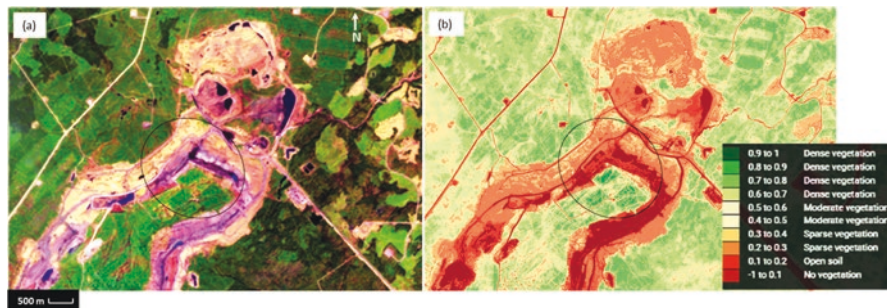 (a)
N
500 m
(b)
0.9 to 1 Dense vegetation
0.8 to 0.9 Dense vegetation
0.7 to 0.8 Dense vegetation
0.6 to 0.7 Dense vegetation
0.5 to 0.6 Moderate vegetation
0.4 to 0.5 Moderate vegetation
0.3 to 0.4 Sparse vegetation
0.2 to 0.3 Sparse vegetation
0.1 to 0.2 Open soil
-1 to 0.1 No vegetation